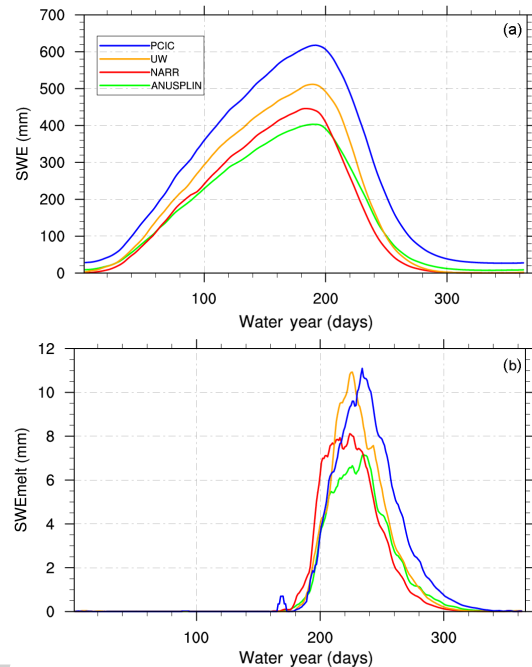 (a)
700
600
500
400
300
200
100
0
SWE (mm)
PCIC
UW
NARR
ANUSPLIN
100 200 300
Water year (days)
(b)
12
10
8
6
4
2
0
SWEmelt (mm)
100 200 300
Water year (days)